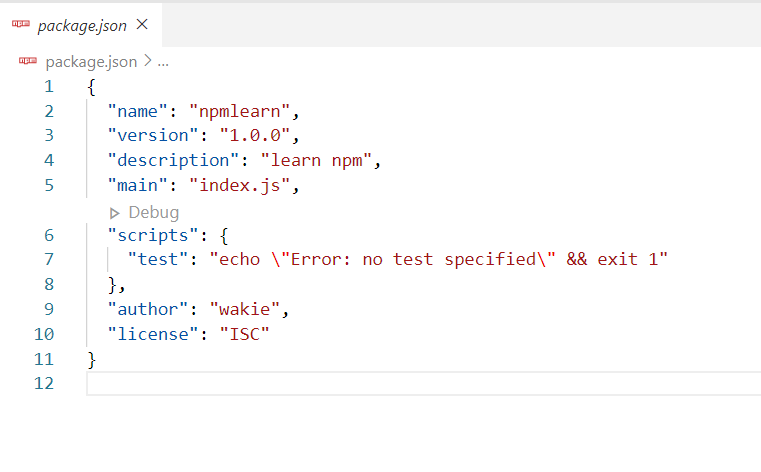 package.json ×
package.json > ...
1 {
2 "name": "npmlearn",
3 "version": "1.0.0",
4 "description": "learn npm",
5 "main": "index.js",
▷ Debug
6 "scripts": {
7 "test": "echo \"Error: no test specified\" && exit 1"
8 },
9 "author": "wakie",
10 "license": "ISC"
11 }
12